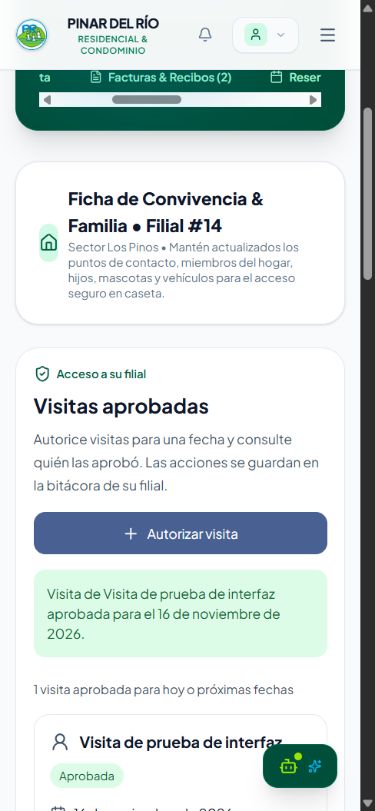 PINAR DEL RÍO
RESIDENCIAL &
CONDOMINIO
ta Facturas & Recibos (2) Reser
Ficha de Convivencia &
Familia • Filial #14
Sector Los Pinos • Mantén actualizados los
puntos de contacto, miembros del hogar,
hijos, mascotas y vehículos para el acceso
seguro en caseta.
Acceso a su filial
Visitas aprobadas
Autorice visitas para una fecha y consulte
quién las aprobó. Las acciones se guardan en
la bitácora de su filial.
Autorizar visita
Visita de Visita de prueba de interfaz
aprobada para el 16 de noviembre de
2026.
1 visita aprobada para hoy o próximas fechas
Visita de prueba de interfaz
Aprobada